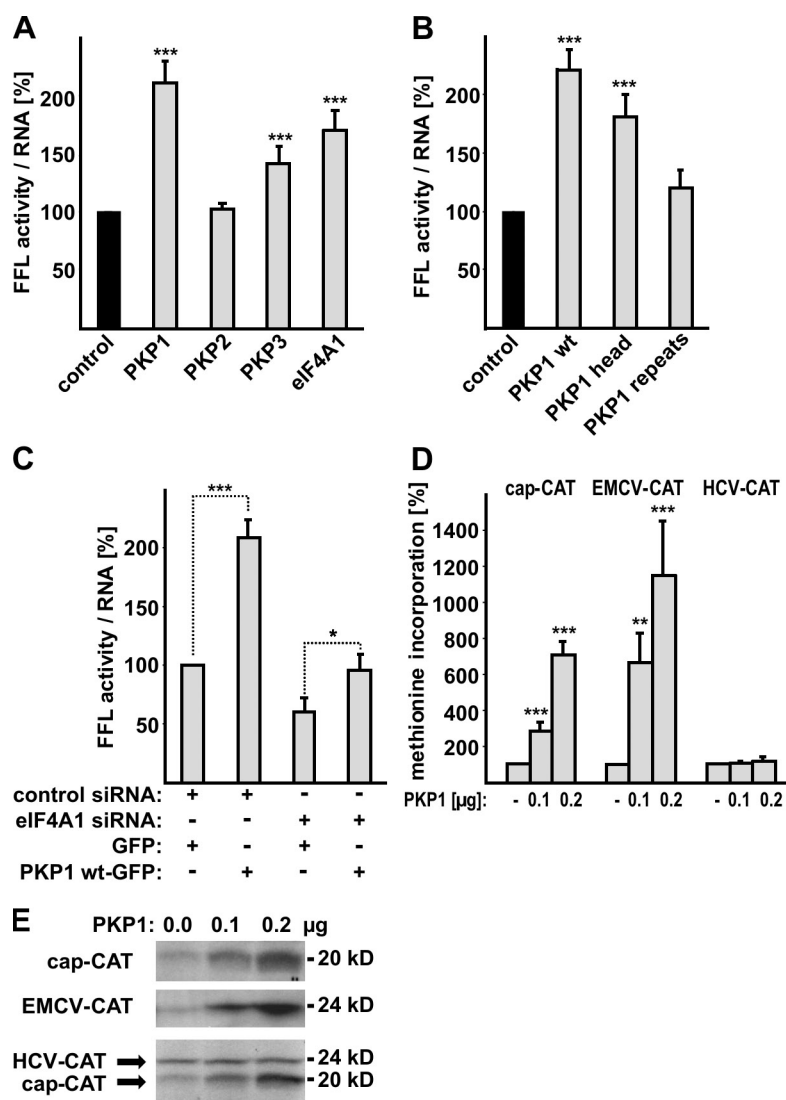 A
FFL activity / RNA [%]
200
150
100
50
***
***
***
control
PKP1
PKP2
PKP3
eIF4A1
B
FFL activity / RNA [%]
200
150
100
50
***
***
control
PKP1 wt
PKP1 head
PKP1 repeats
C
FFL activity / RNA [%]
200
150
100
50
***
*
control siRNA: + + - -
eIF4A1 siRNA: - - + +
GFP: + - + -
PKP1 wt-GFP: - + - +
D
cap-CAT EMCV-CAT HCV-CAT
methionine incorporation [%]
1400
1200
1000
800
600
400
200
***
***
**
***
PKP1 [µg]: - 0.1 0.2 - 0.1 0.2 - 0.1 0.2
E
PKP1: 0.0 0.1 0.2 µg
cap-CAT - 20 kD
EMCV-CAT - 24 kD
HCV-CAT - 24 kD
cap-CAT - 20 kD